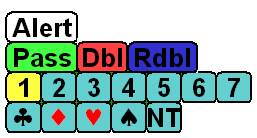 Alert
Pass Dbl Rdbl
1 2 3 4 5 6 7
♣ ♦ ♥ ♠ NT